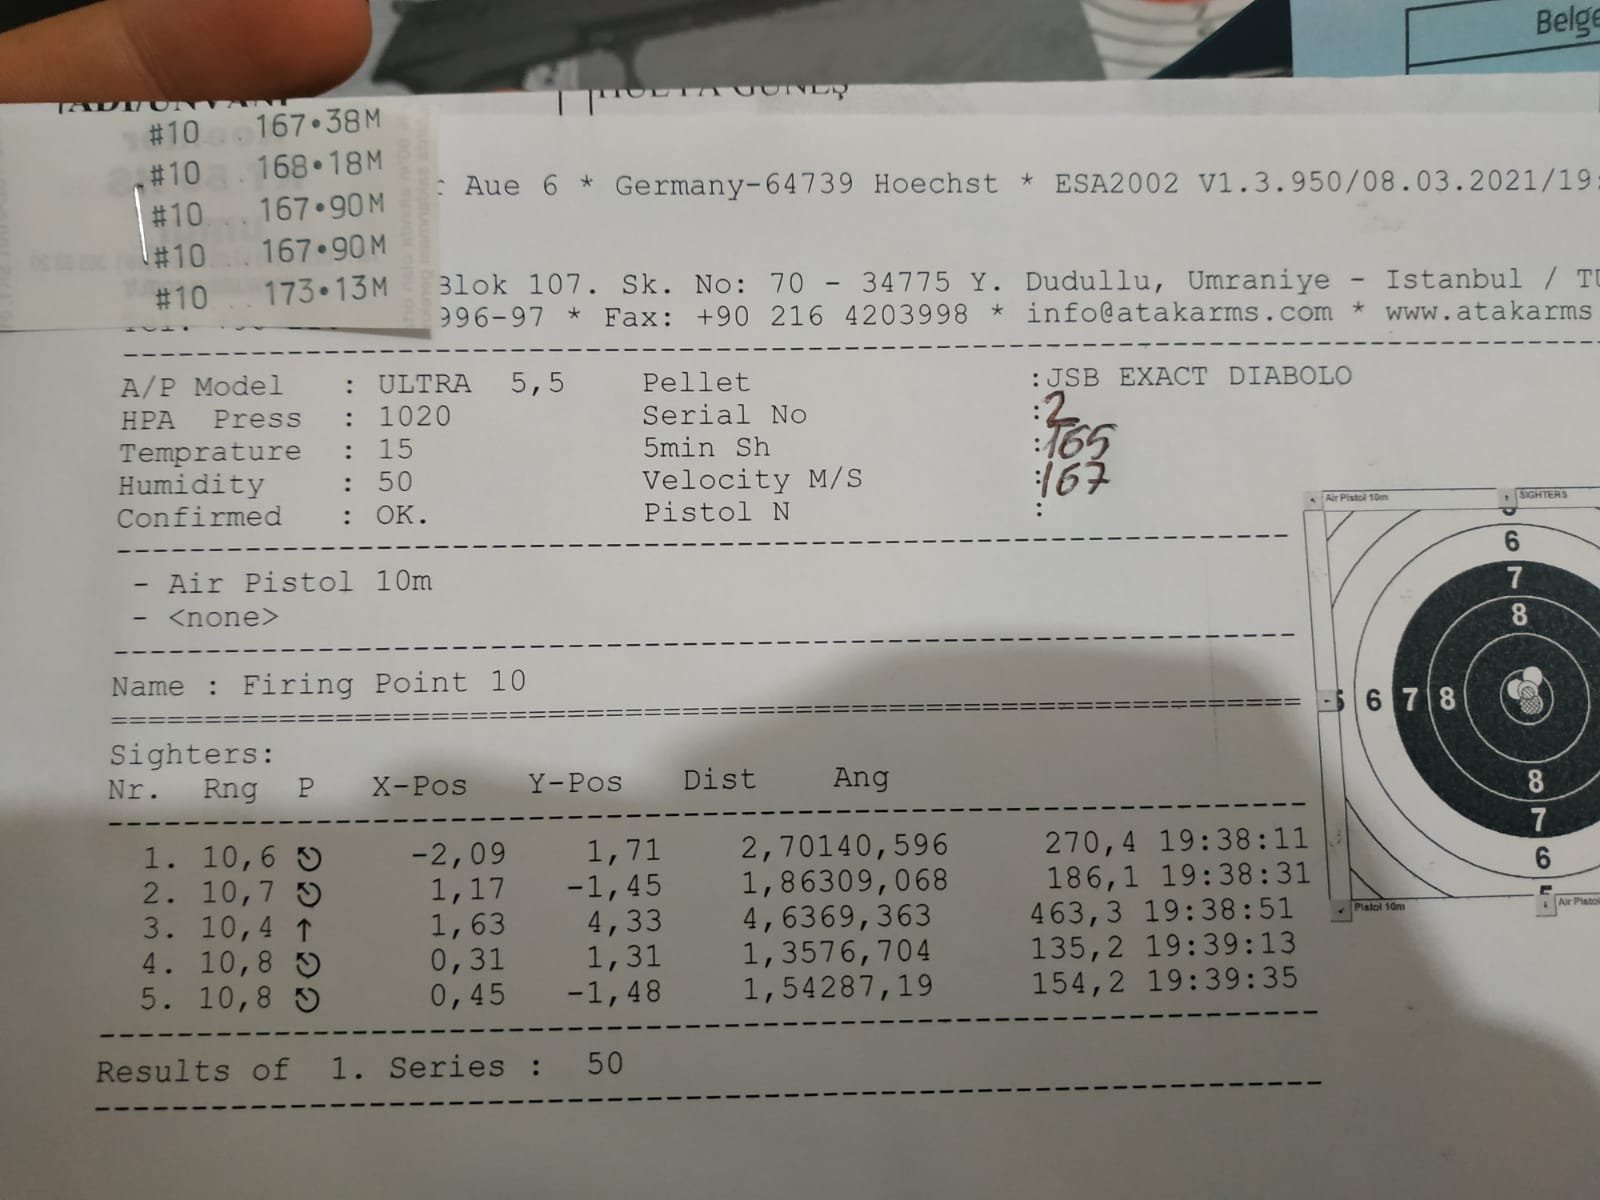 Belge
ADI/ÜNVANI
#10 167•38M
#10 168•18M
#10 167•90M
#10 167•90M
#10 173•13M
Aue 6 * Germany-64739 Hoechst * ESA2002 V1.3.950/08.03.2021/19:
Blok 107. Sk. No: 70 - 34775 Y. Dudullu, Umraniye - Istanbul / TU
996-97 * Fax: +90 216 4203998 * info@atakarms.com * www.atakarms
A/P Model : ULTRA 5,5 Pellet :JSB EXACT DIABOLO
HPA Press : 1020 Serial No :2
Temprature : 15 5min Sh :165
Humidity : 50 Velocity M/S :167
Confirmed : OK. Pistol N :
- Air Pistol 10m
- <none>
Name : Firing Point 10
Sighters:
Nr. Rng P X-Pos Y-Pos Dist Ang
1. 10,6 -2,09 1,71 2,70140,596 270,4 19:38:11
2. 10,7 1,17 -1,45 1,86309,068 186,1 19:38:31
3. 10,4 ↑ 1,63 4,33 4,6369,363 463,3 19:38:51
4. 10,8 0,31 1,31 1,3576,704 135,2 19:39:13
5. 10,8 0,45 -1,48 1,54287,19 154,2 19:39:35
Results of 1. Series : 50
Air Pistol 10m SIGHTERS
6
7
8
6 7 8
8
7
6
Pistol 10m Air Pistol